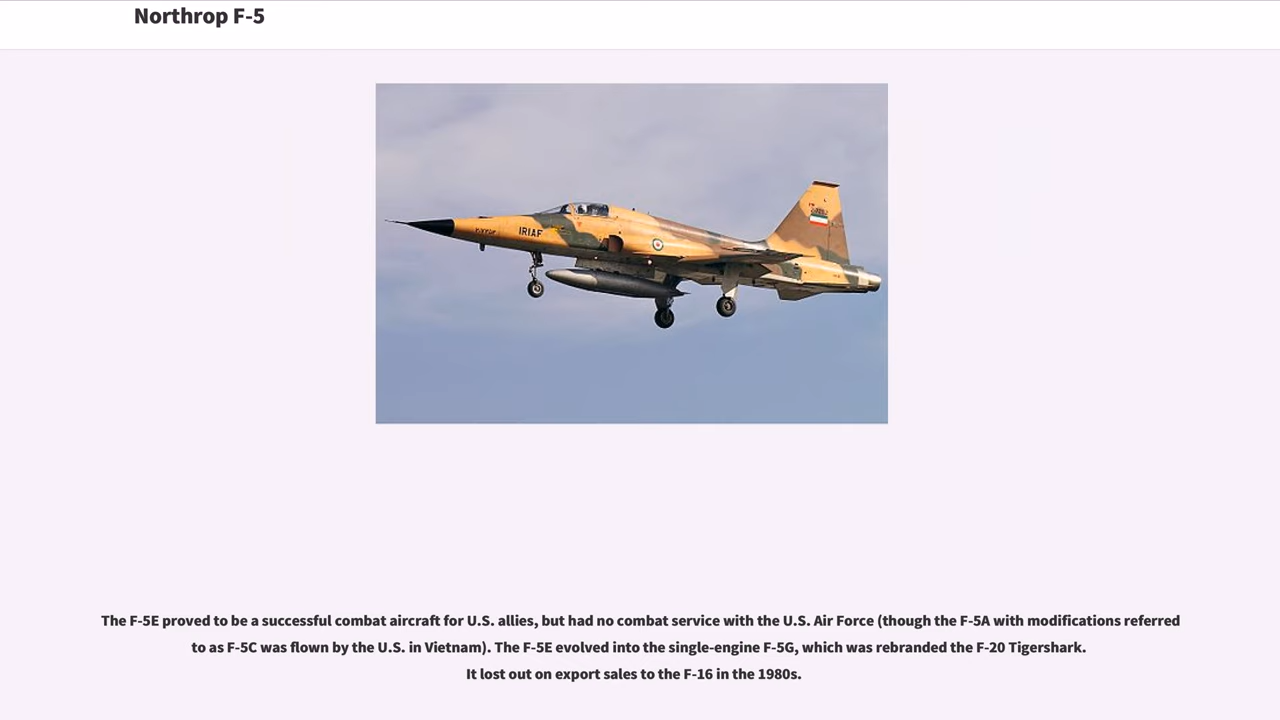 Northrop F-5
IRIAF
The F-5E proved to be a successful combat aircraft for U.S. allies, but had no combat service with the U.S. Air Force (though the F-5A with modifications referred
to as F-5C was flown by the U.S. in Vietnam). The F-5E evolved into the single-engine F-5G, which was rebranded the F-20 Tigershark.
It lost out on export sales to the F-16 in the 1980s.